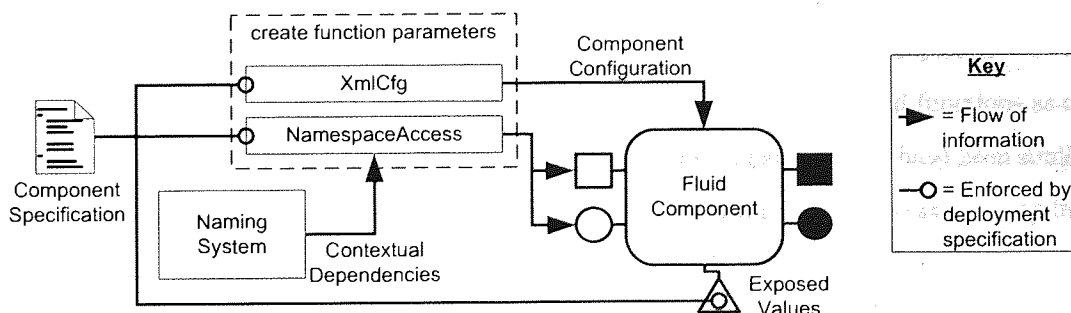 create function parameters
XmlCfg
NamespaceAccess
Component
Configuration
Component
Specification
Naming
System
Contextual
Dependencies
Fluid
Component
Exposed
Values
Key
= Flow of
information
= Enforced by
deployment
specification